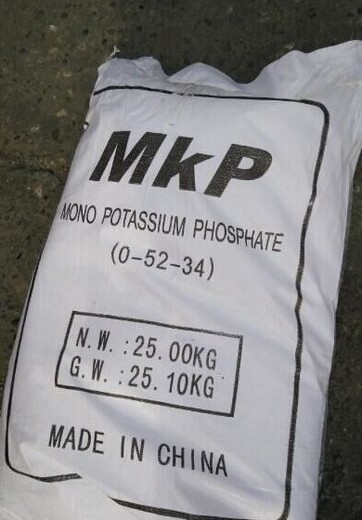 MkP
MONO POTASSIUM PHOSPHATE
(0-52-34)
N.W. :25.00KG
G.W. :25.10KG
MADE IN CHINA